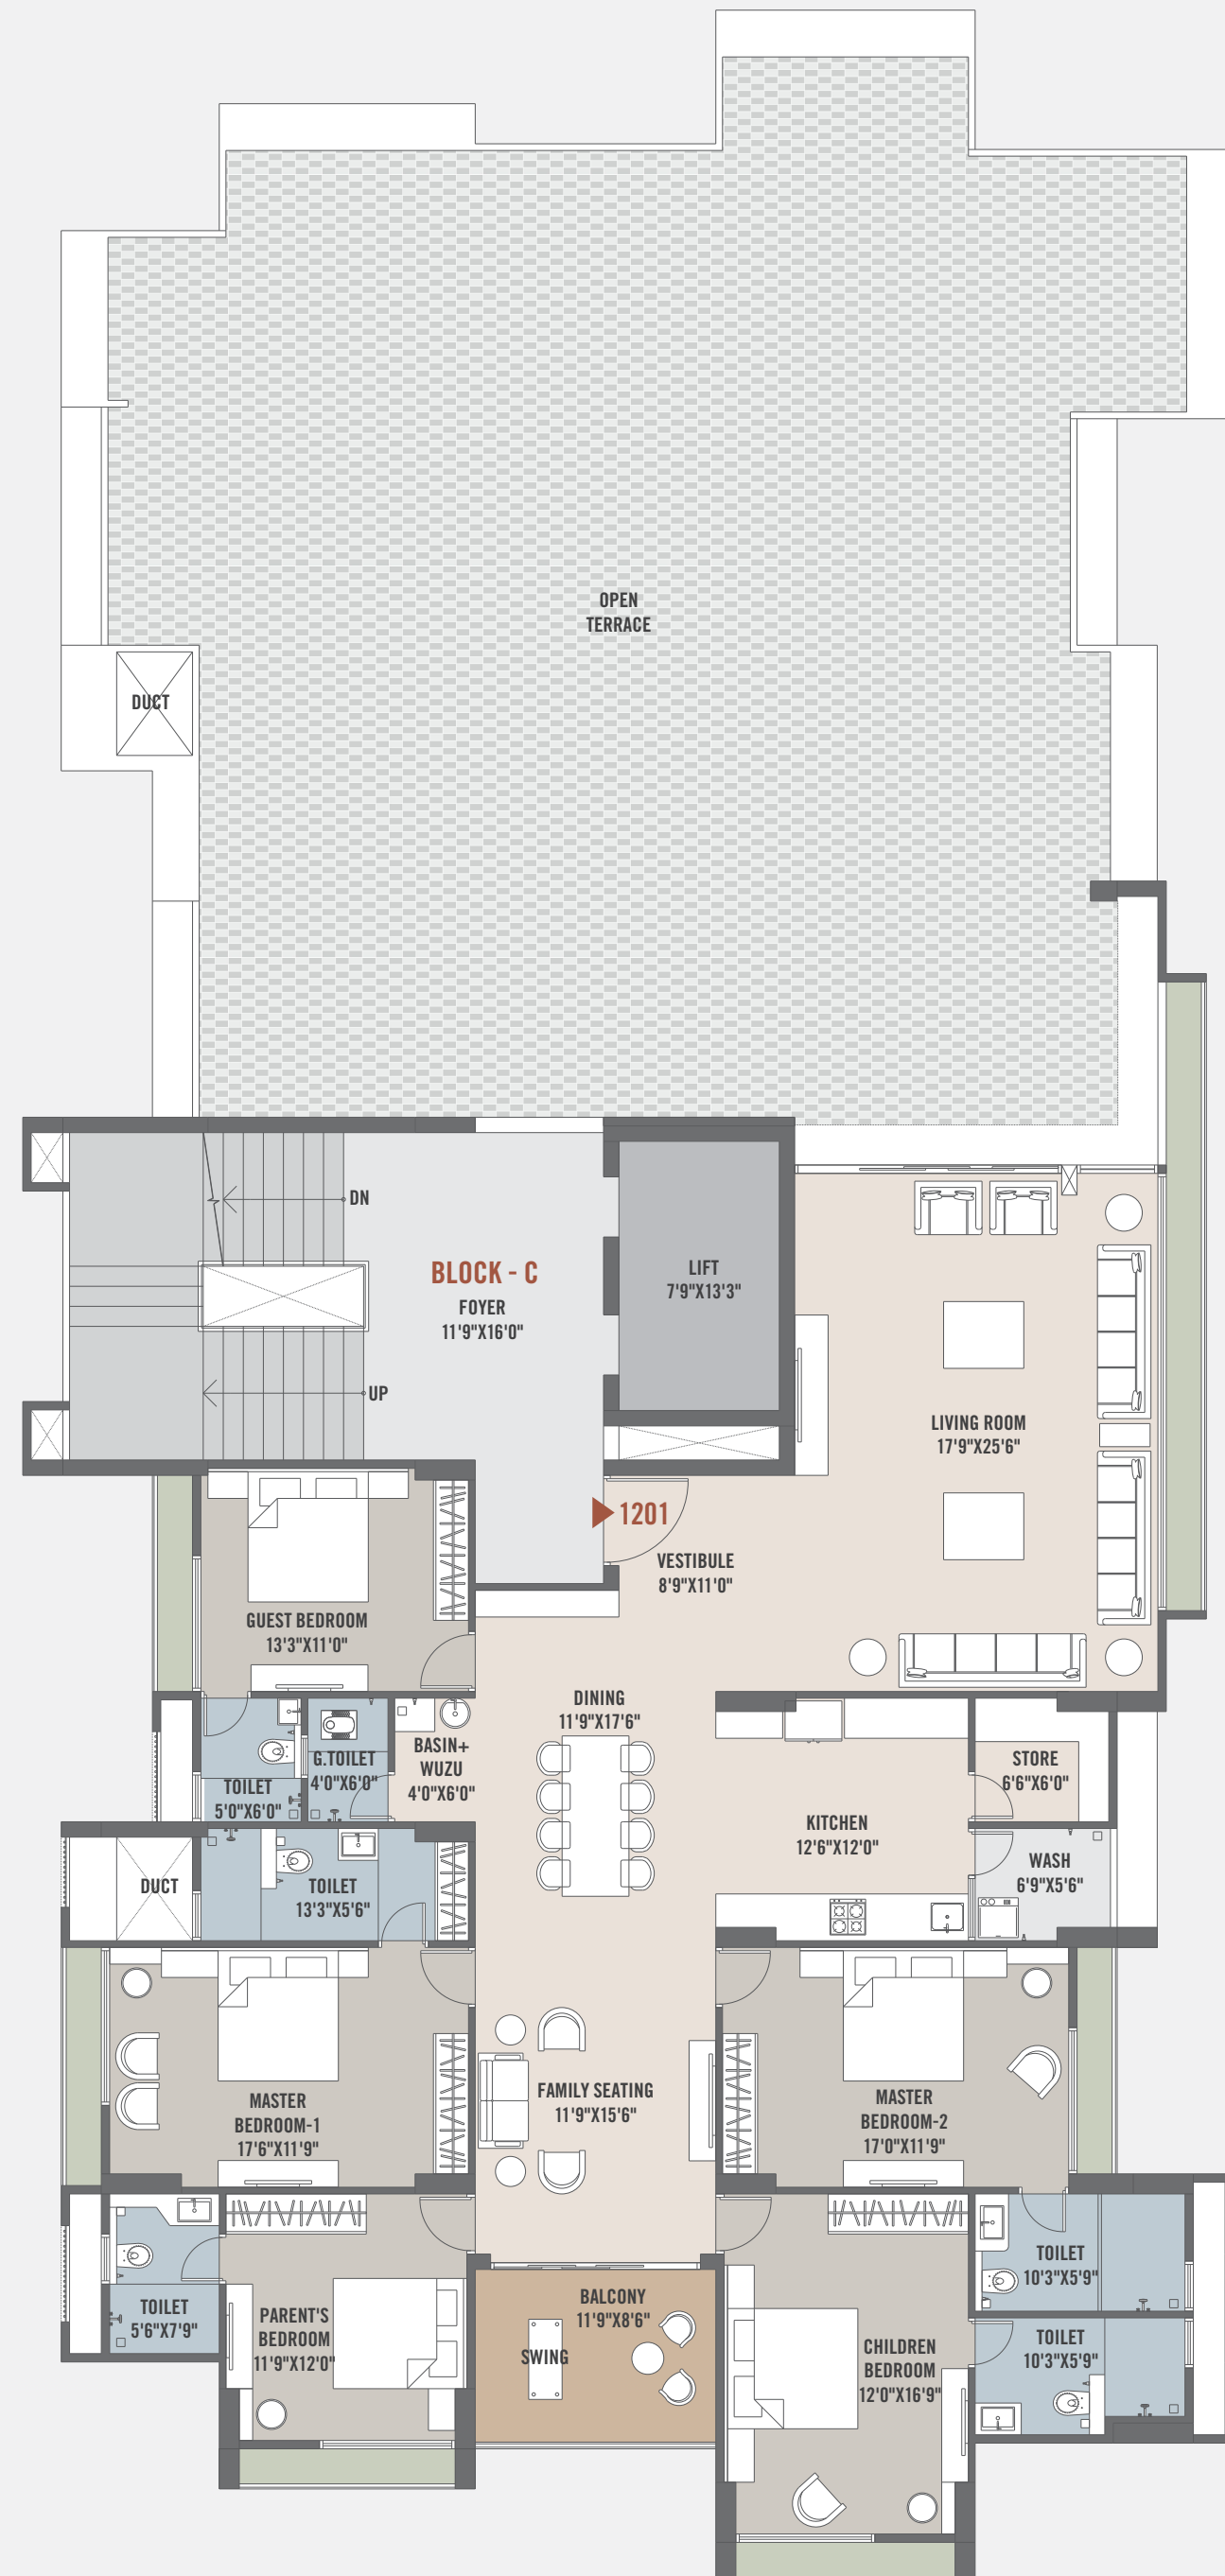 OPEN
TERRACE
DUCT
DN
BLOCK - C
FOYER
11'9"X16'0"
LIFT
7'9"X13'3"
UP
LIVING ROOM
17'9"X25'6"
1201
VESTIBULE
8'9"X11'0"
GUEST BEDROOM
13'3"X11'0"
DINING
11'9"X17'6"
BASIN+
WUZU
4'0"X6'0"
G.TOILET
4'0"X6'0"
TOILET
5'0"X6'0"
STORE
6'6"X6'0"
KITCHEN
12'6"X12'0"
WASH
6'9"X5'6"
DUCT
TOILET
13'3"X5'6"
MASTER
BEDROOM-1
17'6"X11'9"
FAMILY SEATING
11'9"X15'6"
MASTER
BEDROOM-2
17'0"X11'9"
TOILET
5'6"X7'9"
PARENT'S
BEDROOM
11'9"X12'0"
BALCONY
11'9"X8'6"
SWING
CHILDREN
BEDROOM
12'0"X16'9"
TOILET
10'3"X5'9"
TOILET
10'3"X5'9"